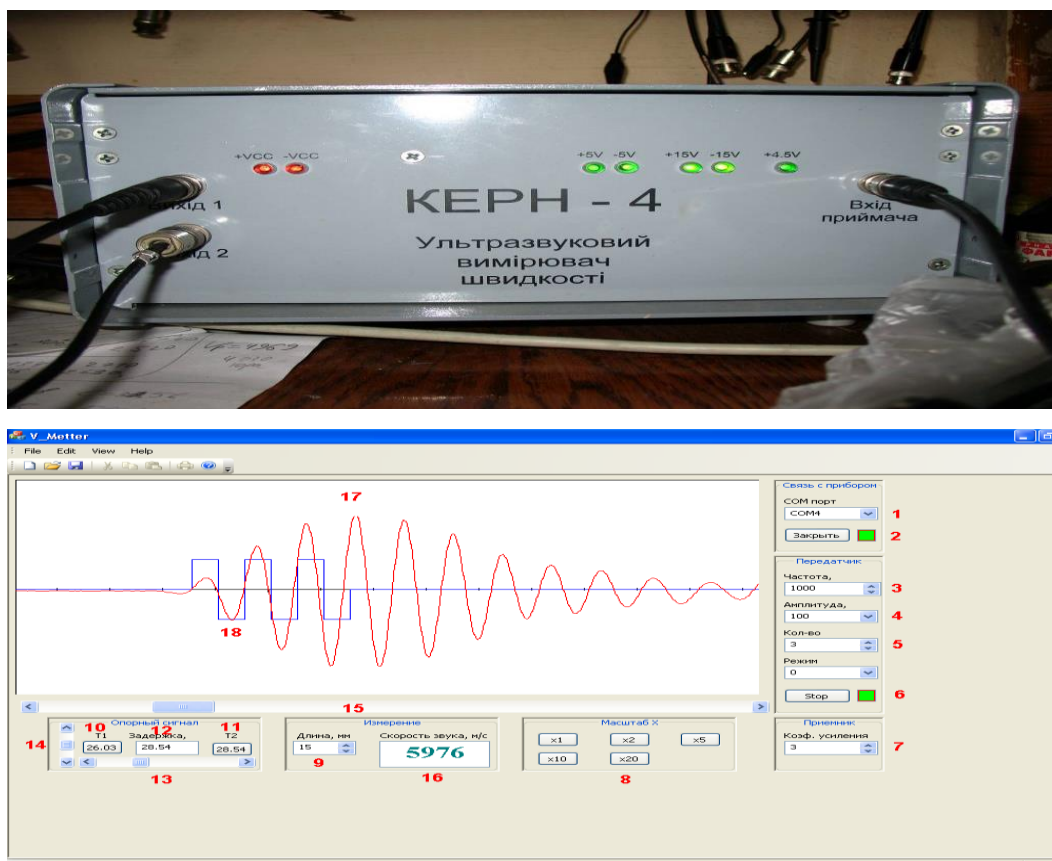 +VCC -VCC
+5V -5V +15V -15V +4.5V
КЕРН - 4
Вхід
приймача
Ультразвуковий
вимірювач
швидкості
V_Metter
File Edit View Help
17
18
Связь с прибором
COM порт
COM4 1
Закрыть 2
Передатчик
Частота,
1000 3
Амплитуда,
100 4
Кол-во
3 5
Режим
0
Stop 6
15
Опорный сигнал
10 12 11
T1 Задержка, T2
14 26.03 28.54 28.54
13
Измерение
Длина, мм Скорость звука, м/с
15 5976
9
16
Масштаб X
x1 x2 x5
x10 x20
8
Приемник
Коэф. усиления
3 7